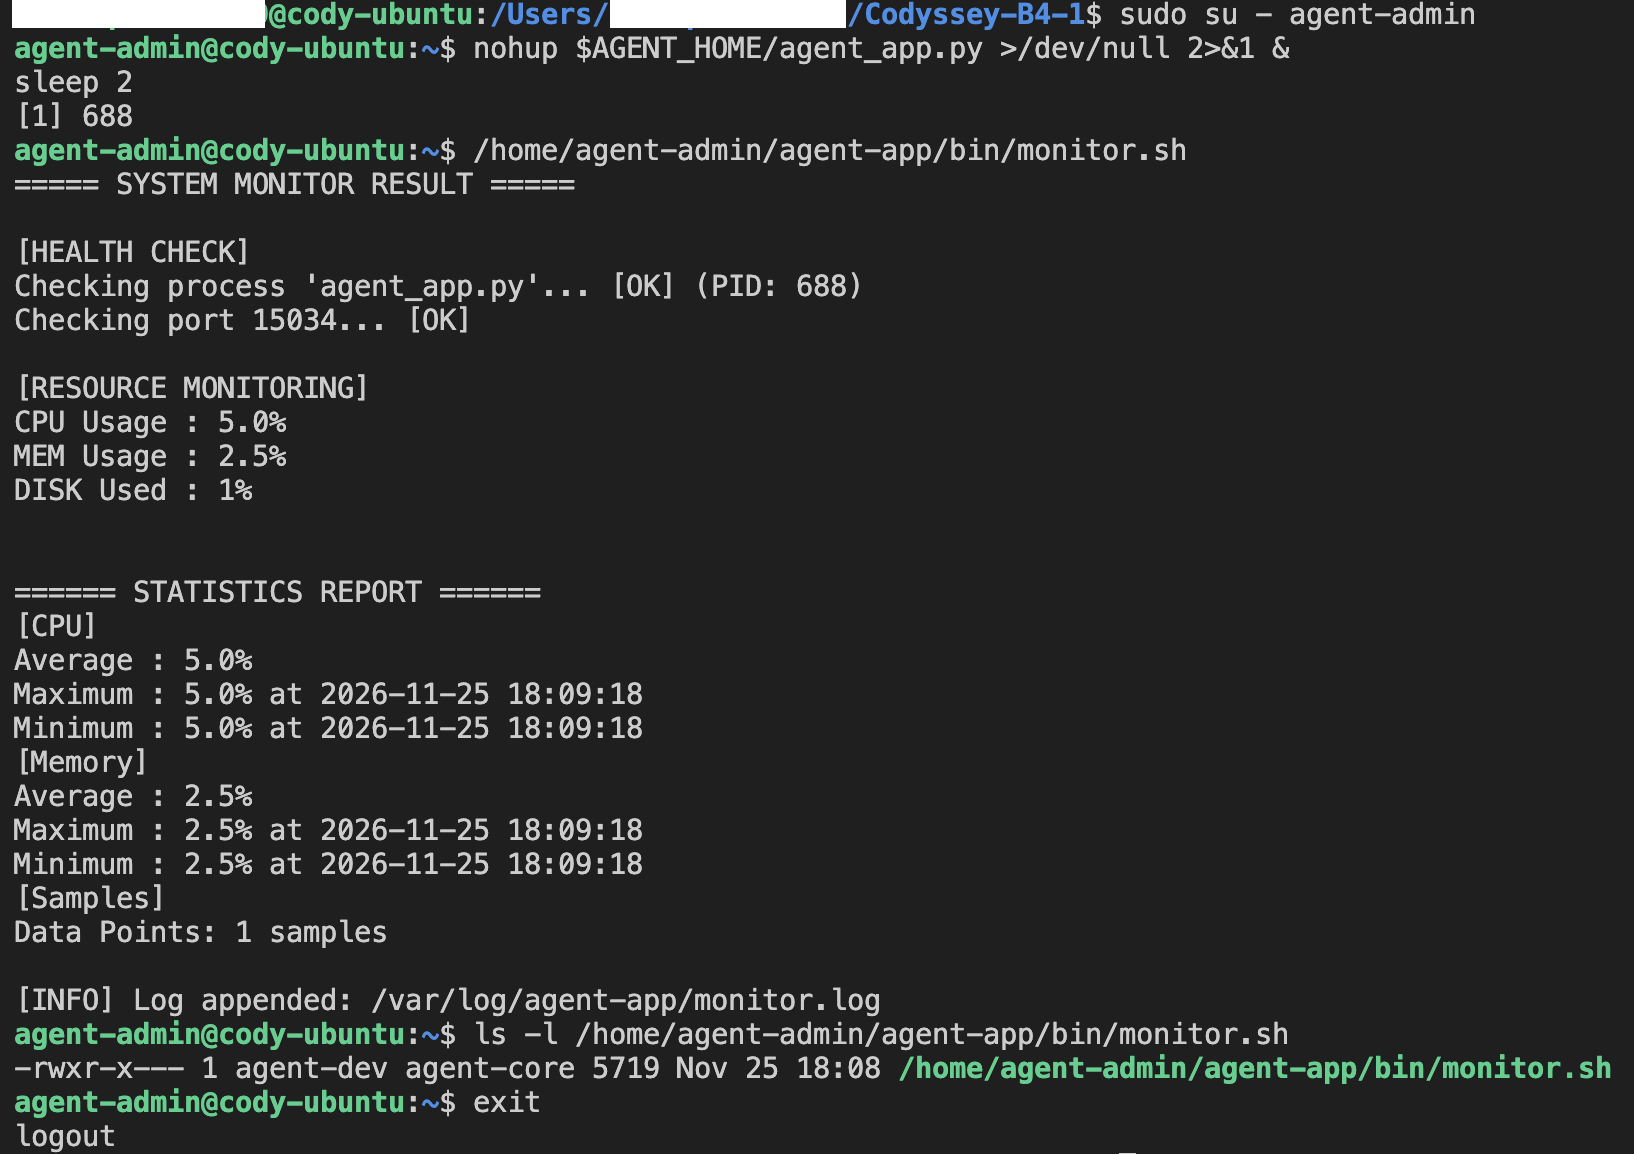 @cody-ubuntu:/Users/ /Codyssey-B4-1$ sudo su - agent-admin
agent-admin@cody-ubuntu:~$ nohup $AGENT_HOME/agent_app.py >/dev/null 2>&1 &
sleep 2
[1] 688
agent-admin@cody-ubuntu:~$ /home/agent-admin/agent-app/bin/monitor.sh
===== SYSTEM MONITOR RESULT =====
[HEALTH CHECK]
Checking process 'agent_app.py'... [OK] (PID: 688)
Checking port 15034... [OK]
[RESOURCE MONITORING]
CPU Usage : 5.0%
MEM Usage : 2.5%
DISK Used : 1%
====== STATISTICS REPORT ======
[CPU]
Average : 5.0%
Maximum : 5.0% at 2026-11-25 18:09:18
Minimum : 5.0% at 2026-11-25 18:09:18
[Memory]
Average : 2.5%
Maximum : 2.5% at 2026-11-25 18:09:18
Minimum : 2.5% at 2026-11-25 18:09:18
[Samples]
Data Points: 1 samples
[INFO] Log appended: /var/log/agent-app/monitor.log
agent-admin@cody-ubuntu:~$ ls -l /home/agent-admin/agent-app/bin/monitor.sh
-rwxr-x--- 1 agent-dev agent-core 5719 Nov 25 18:08 /home/agent-admin/agent-app/bin/monitor.sh
agent-admin@cody-ubuntu:~$ exit
logout